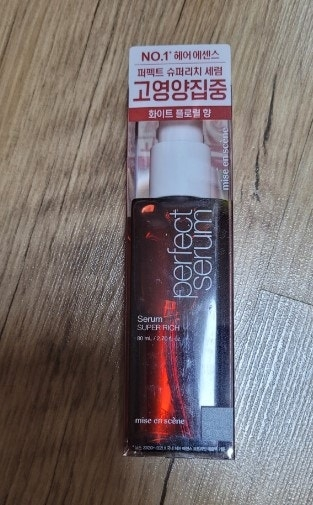 NO.1* 헤어에센스
퍼펙트 슈퍼리치 세럼
고영양집중
화이트 플로럴 향
mise en scène
perfect
serum
Serum
SUPER RICH
80 mL /
mise en scène